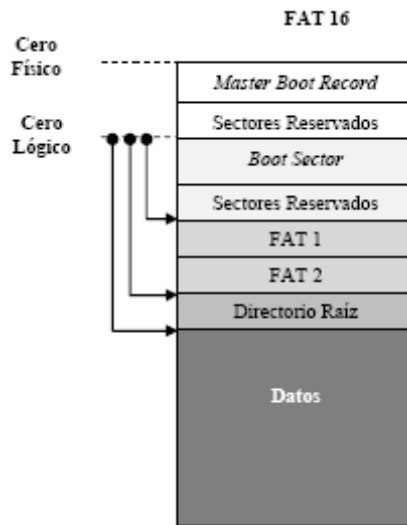 FAT 16
Cero
Físico
Master Boot Record
Sectores Reservados
Cero
Lógico
Boot Sector
Sectores Reservados
FAT 1
FAT 2
Directorio Raíz
Datos